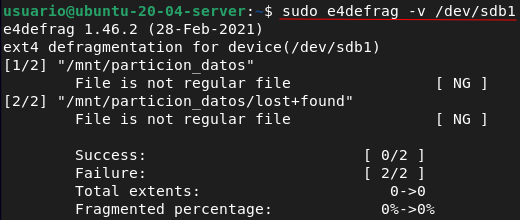 usuario@ubuntu-20-04-server:~$ sudo e4defrag -v /dev/sdb1
e4defrag 1.46.2 (28-Feb-2021)
ext4 defragmentation for device(/dev/sdb1)
[1/2] "/mnt/particion_datos"
        File is not regular file                [ NG ]
[2/2] "/mnt/particion_datos/lost+found"
        File is not regular file                [ NG ]

        Success:                        [ 0/2 ]
        Failure:                        [ 2/2 ]
        Total extents:                     0->0
        Fragmented percentage:            0%->0%